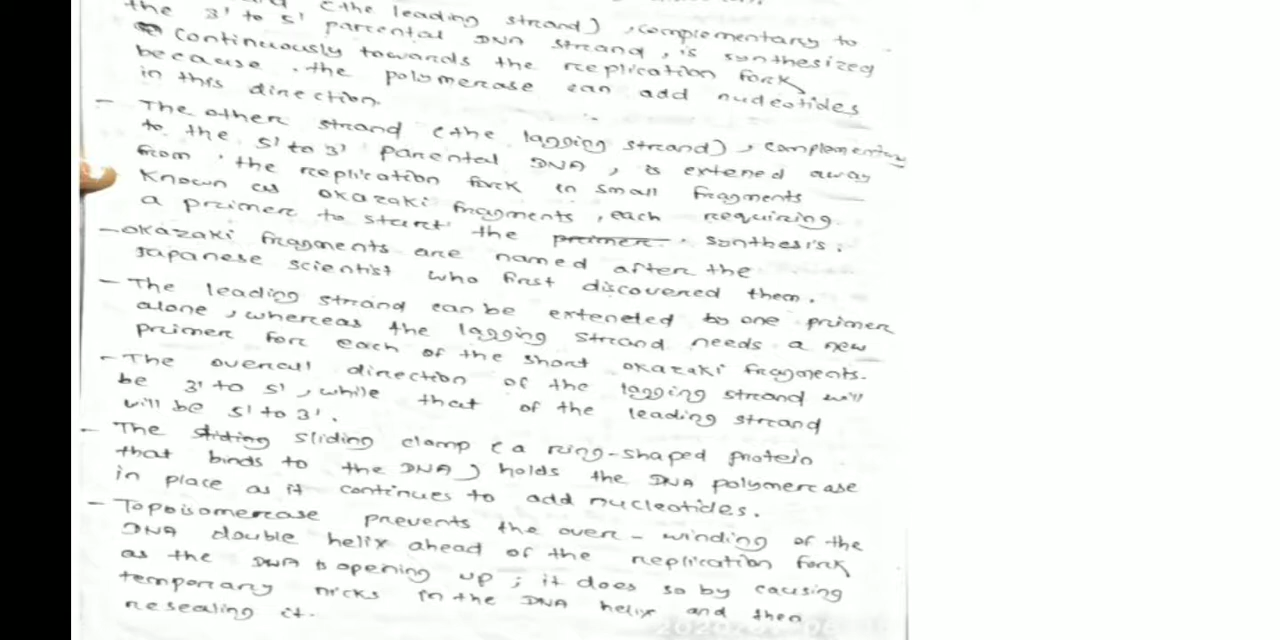 (the leading strand), complementary to
the 3' to 5' parental DNA strand, is synthesized
continuously towards the replication fork
because the polymerase can add nucleotides
in this direction.
- The other strand (the lagging strand), complementary
to the 5' to 3' parental DNA, is extened away
from the replication fork in small fragments
known as okazaki fragments, each requiring
a primer to start the primer synthesis.
- okazaki fragments are named after the
Japanese scientist who first discovered them.
- The leading strand can be exteneted by one primer
alone, whereas the lagging strand needs a new
primer for each of the short okazaki fragments.
- The overall direction of the lagging strand will
be 3' to 5', while that of the leading strand
will be 5' to 3'.
- The sliding sliding clamp (a ring-shaped protein
that binds to the DNA) holds the DNA polymerase
in place as it continues to add nucleotides.
- Topoisomerase prevents the over-winding of the
DNA double helix ahead of the replication fork
as the DNA is opening up; it does so by causing
temporary nicks in the DNA helix and then
resealing it.